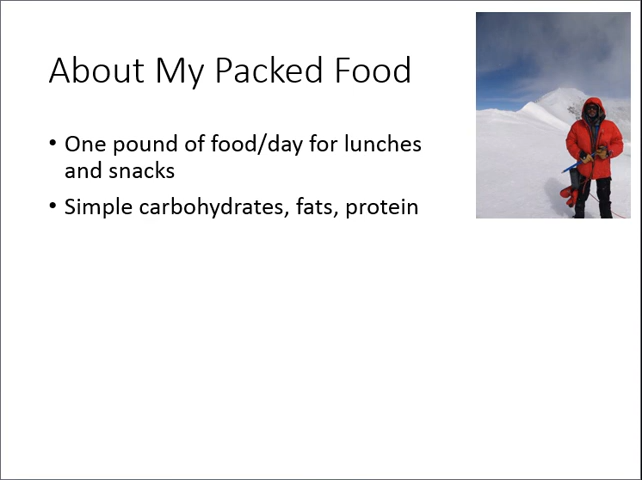 About My Packed Food
• One pound of food/day for lunches
and snacks
• Simple carbohydrates, fats, protein